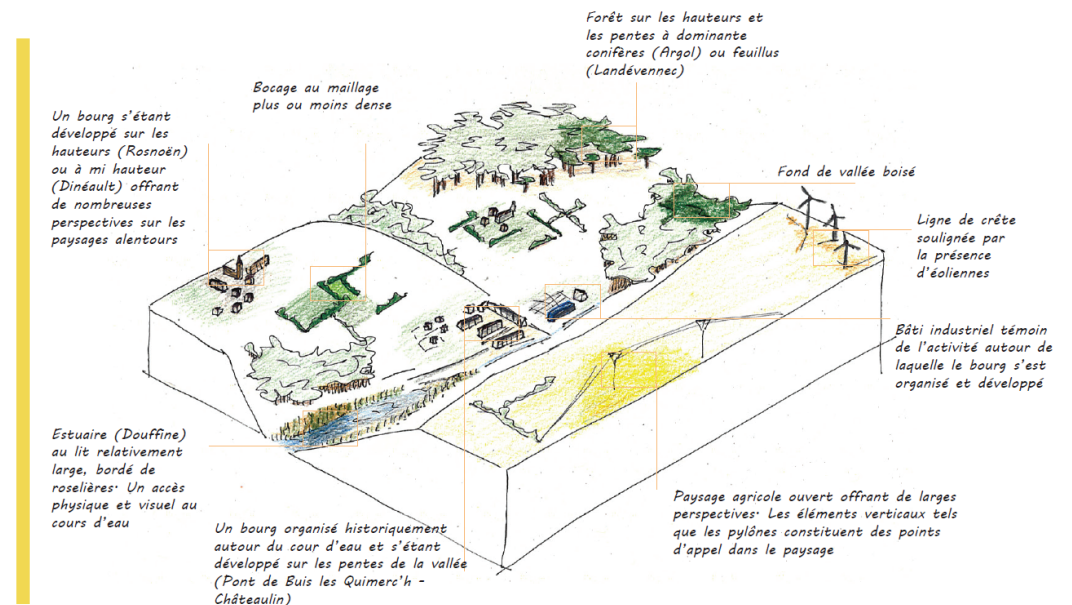 Forêt sur les hauteurs et
les pentes à dominante
conifères (Argol) ou feuillus
(Landévennec)
Bocage au maillage
plus ou moins dense
Un bourg s'étant
développé sur les
hauteurs (Rosnoën)
ou à mi hauteur
(Dinéault) offrant
de nombreuses
perspectives sur les
paysages alentours
Fond de vallée boisé
Ligne de crête
soulignée par
la présence
d'éoliennes
Bâti industriel témoin
de l'activité autour de
laquelle le bourg s'est
organisé et développé
Estuaire (Douffine)
au lit relativement
large, bordé de
roselières. Un accès
physique et visuel au
cours d'eau
Paysage agricole ouvert offrant de larges
perspectives. Les éléments verticaux tels
que les pylônes constituent des points
d'appel dans le paysage
Un bourg organisé historiquement
autour du cour d'eau et s'étant
développé sur les pentes de la vallée
(Pont de Buis les Quimerc'h -
Châteaulin)